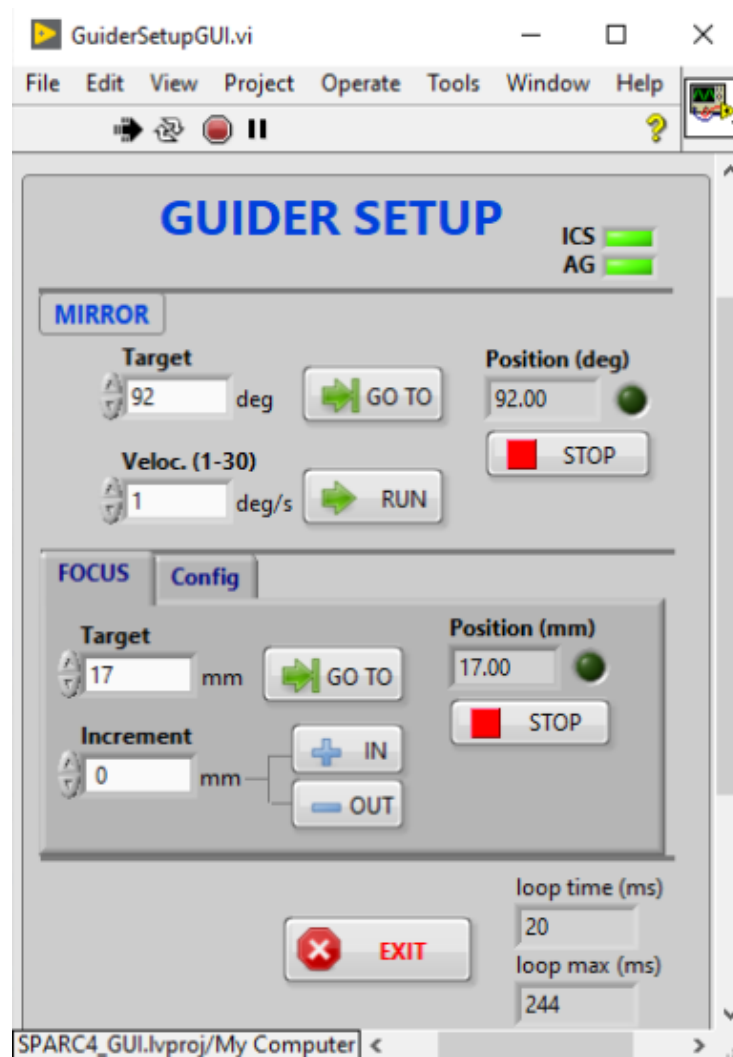 GuiderSetupGUI.vi
File Edit View Project Operate Tools Window Help
GUIDER SETUP
ICS
AG
MIRROR
Target
92 deg
GO TO
Position (deg)
92.00
STOP
Veloc. (1-30)
1 deg/s
RUN
FOCUS Config
Target
17 mm
GO TO
Position (mm)
17.00
STOP
Increment
0 mm
IN
OUT
loop time (ms)
20
EXIT
loop max (ms)
244
SPARC4_GUI.lvproj/My Computer